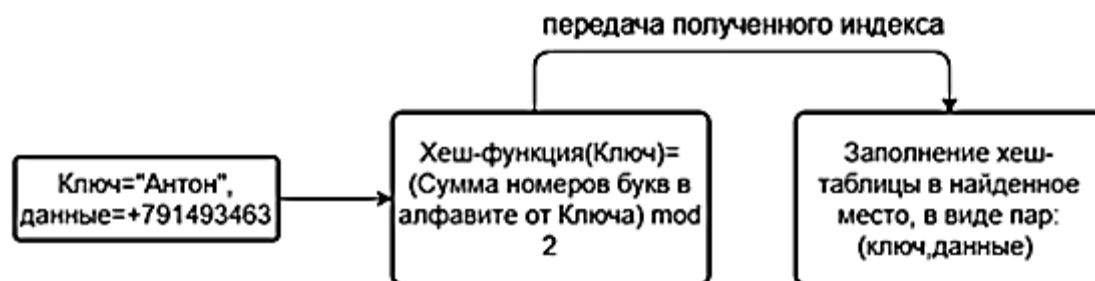 передача полученного индекса
Ключ="Антон",
данные=+791493463
Хеш-функция(Ключ)=
(Сумма номеров букв в
алфавите от Ключа) mod
2
Заполнение хеш-
таблицы в найденное
место, в виде пар:
(ключ,данные)